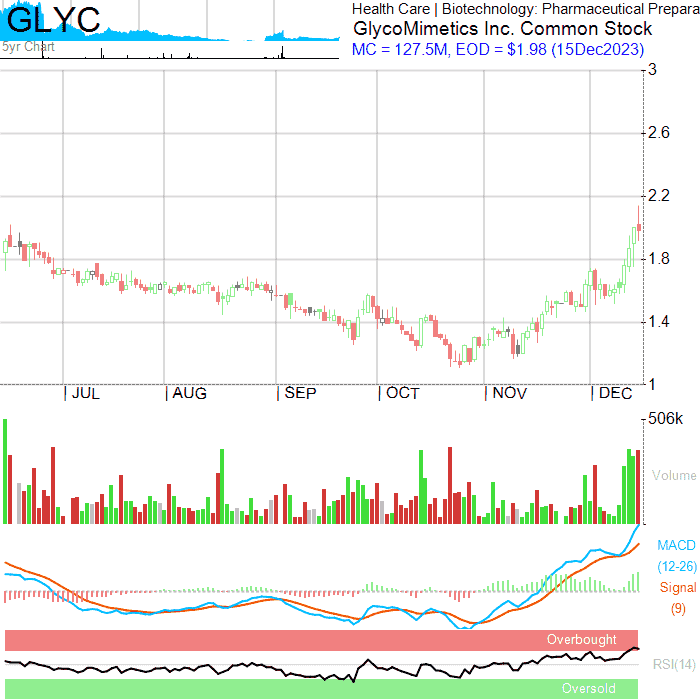 GLYC
5yr Chart
Health Care | Biotechnology: Pharmaceutical Prepara
GlycoMimetics Inc. Common Stock
MC = 127.5M, EOD = $1.98 (15Dec2023)
3
2.6
2.2
1.8
1.4
1
JUL AUG SEP OCT NOV DEC
506k
Volume
MACD
(12-26)
Signal
(9)
Overbought
RSI(14)
Oversold